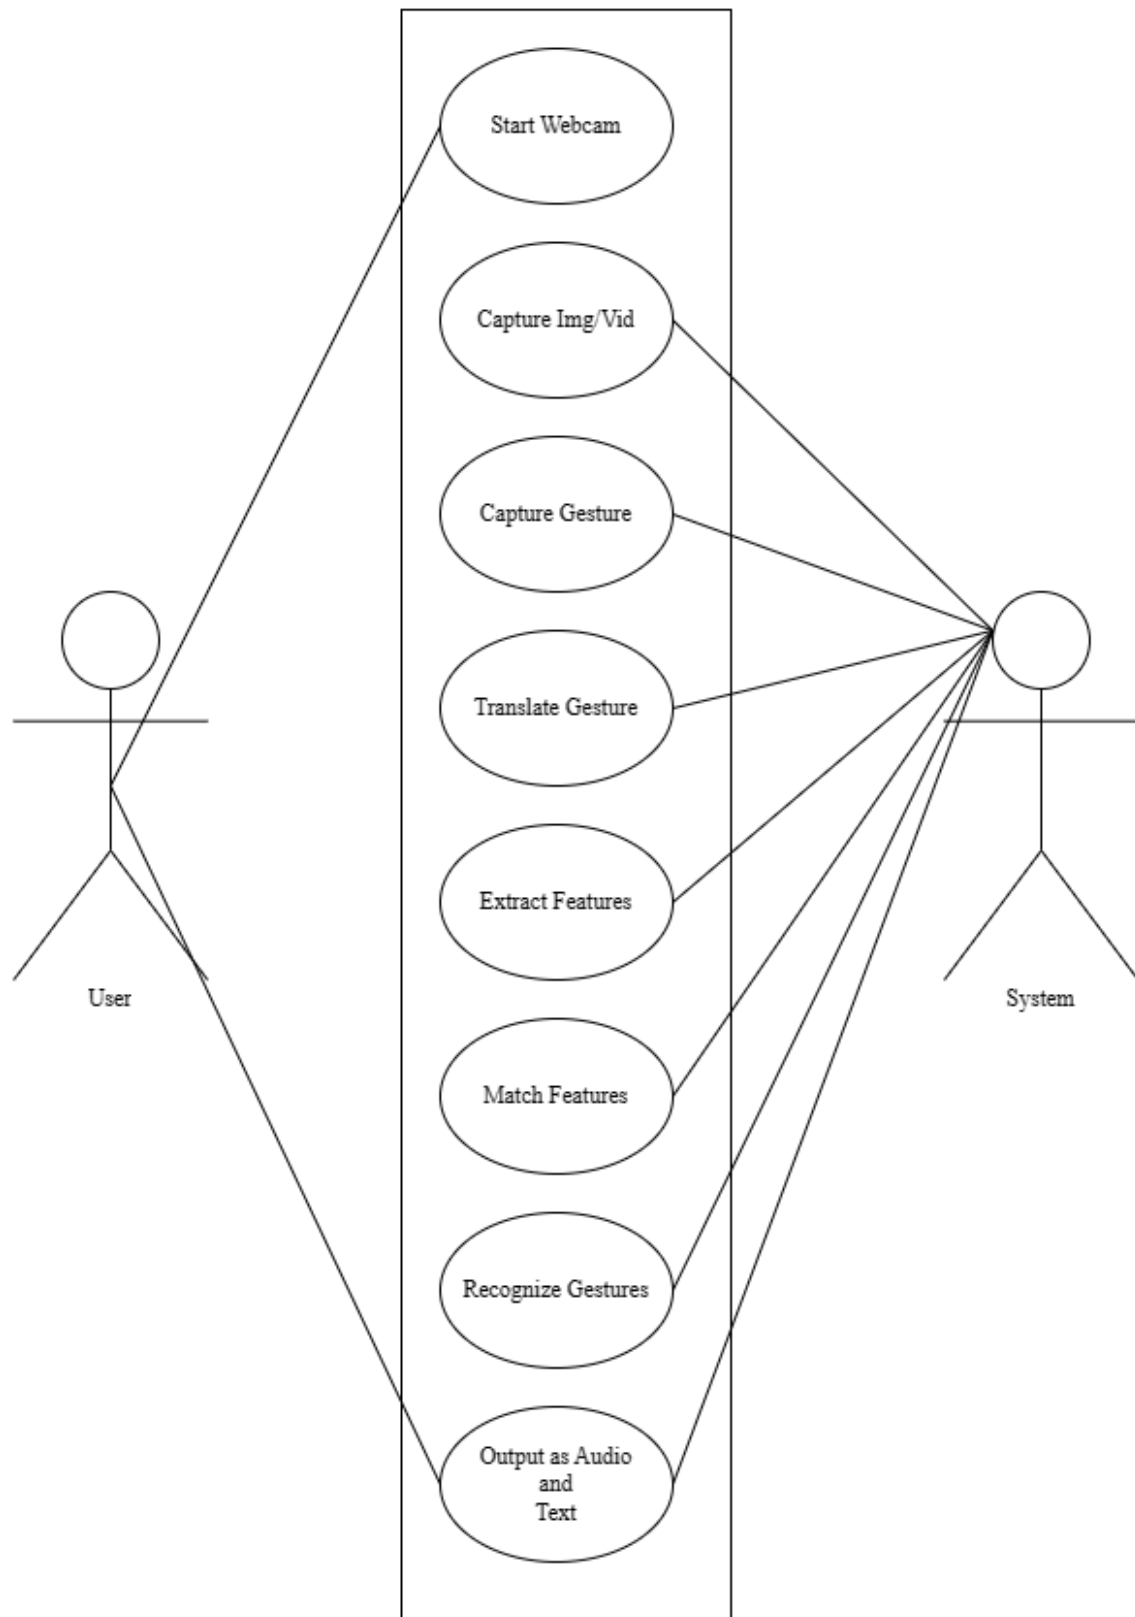 Start Webcam
Capture Img/Vid
Capture Gesture
Translate Gesture
Extract Features
User
System
Match Features
Recognize Gestures
Output as Audio
and
Text